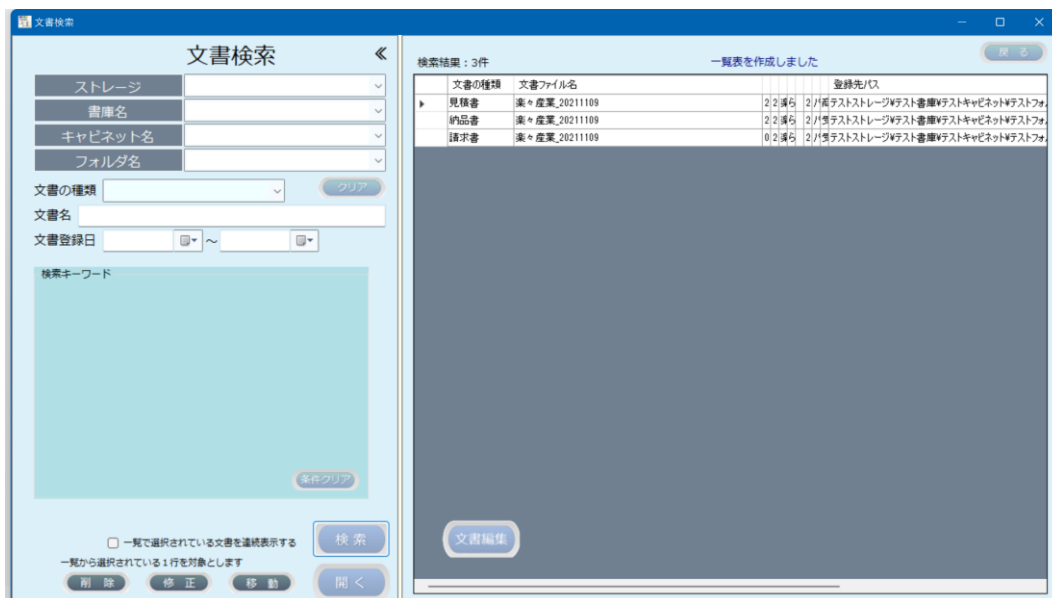 文書検索
文書検索
≪
ストレージ
書庫名
キャビネット名
フォルダ名
文書の種類
クリア
文書名
文書登録日 ～
検索キーワード
条件クリア
一覧で選択されている文書を連続表示する
検 索
一覧から選択されている1行を対象とします
削 除 修 正 移 動
開 く
検索結果：3件 一覧表を作成しました
戻 る
文書の種類 文書ファイル名 登録先パス
見積書 楽々産業_20211109 テストストレージ¥テスト書庫¥テストキャビネット¥テストフォ
納品書 楽々産業_20211109 テストストレージ¥テスト書庫¥テストキャビネット¥テストフォ
請求書 楽々産業_20211109 テストストレージ¥テスト書庫¥テストキャビネット¥テストフォ
文書編集